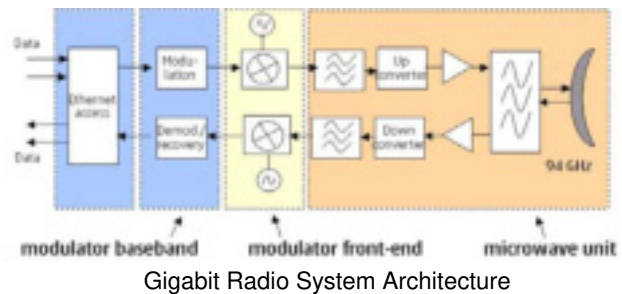 Data
Data
Ethernet
access
Modu-
lation
Demod/
recovery
Up
converter
Down
converter
94 GHz
modulator baseband
modulator front-end
microwave unit
Gigabit Radio System Architecture